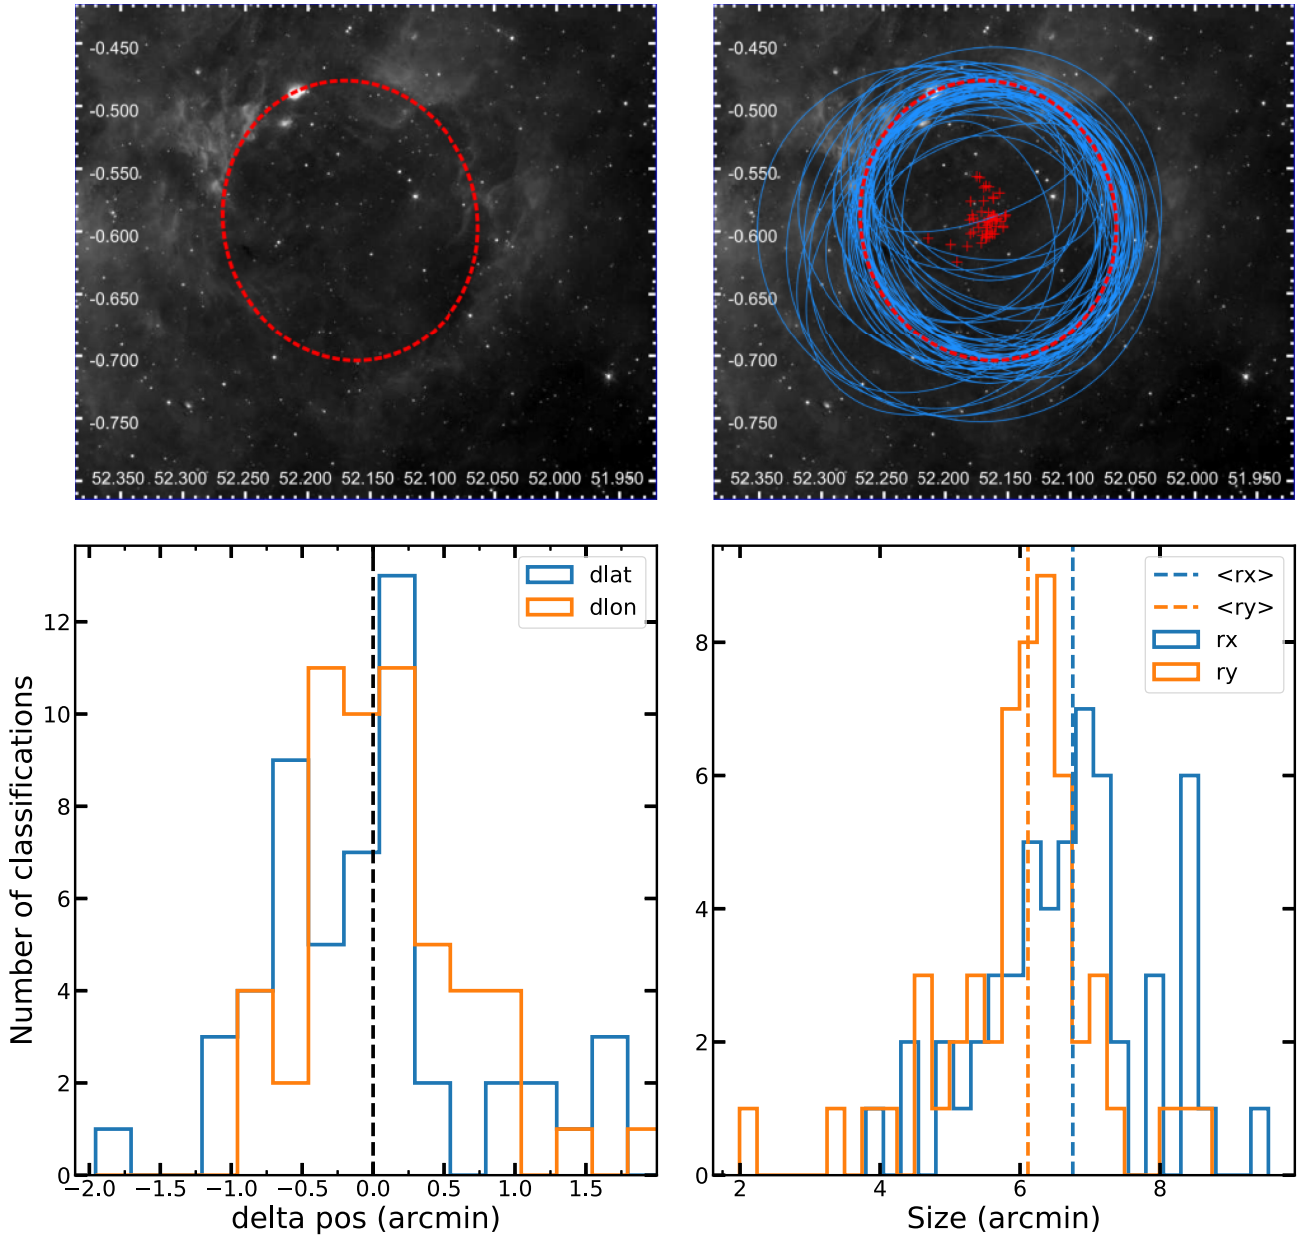 -0.450
-0.500
-0.550
-0.600
-0.650
-0.700
-0.750
52.350 52.300 52.250 52.200 52.150 52.100 52.050 52.000 51.950
-0.450
-0.500
-0.550
-0.600
-0.650
-0.700
-0.750
52.350 52.300 52.250 52.200 52.150 52.100 52.050 52.000 51.950
Number of classifications
12
10
8
6
4
2
0
dlat
dlon
−2.0 −1.5 −1.0 −0.5 0.0 0.5 1.0 1.5
delta pos (arcmin)
8
6
4
2
0
<rx>
<ry>
rx
ry
2 4 6 8
Size (arcmin)